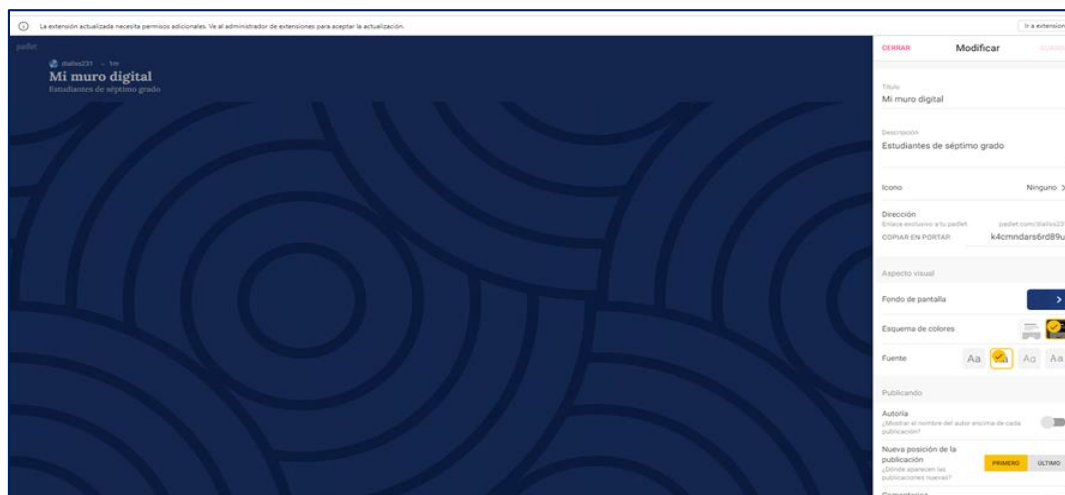 La extensión actualizada necesita permisos adicionales. Ve al administrador de extensiones para aceptar la actualización.
Ir a extension
padlet
1m
Mi muro digital
Estudiantes de séptimo grado
CERRAR
Modificar
Título
Mi muro digital
Descripción
Estudiantes de séptimo grado
Icono
Ninguno >
Dirección
Enlace exclusivo a tu padlet
COPIAR EN PORTAP.
k4cmndars6rd89u
Aspecto visual
Fondo de pantalla
Esquema de colores
Fuente
Aa
Aa
Aa
Publicando
Autoría
¿Mostrar el nombre del autor encima de cada
publicación?
Nueva posición de la
publicación
¿Dónde aparecen las
publicaciones nuevas?
PRIMERO
ÚLTIMO
Comentarios